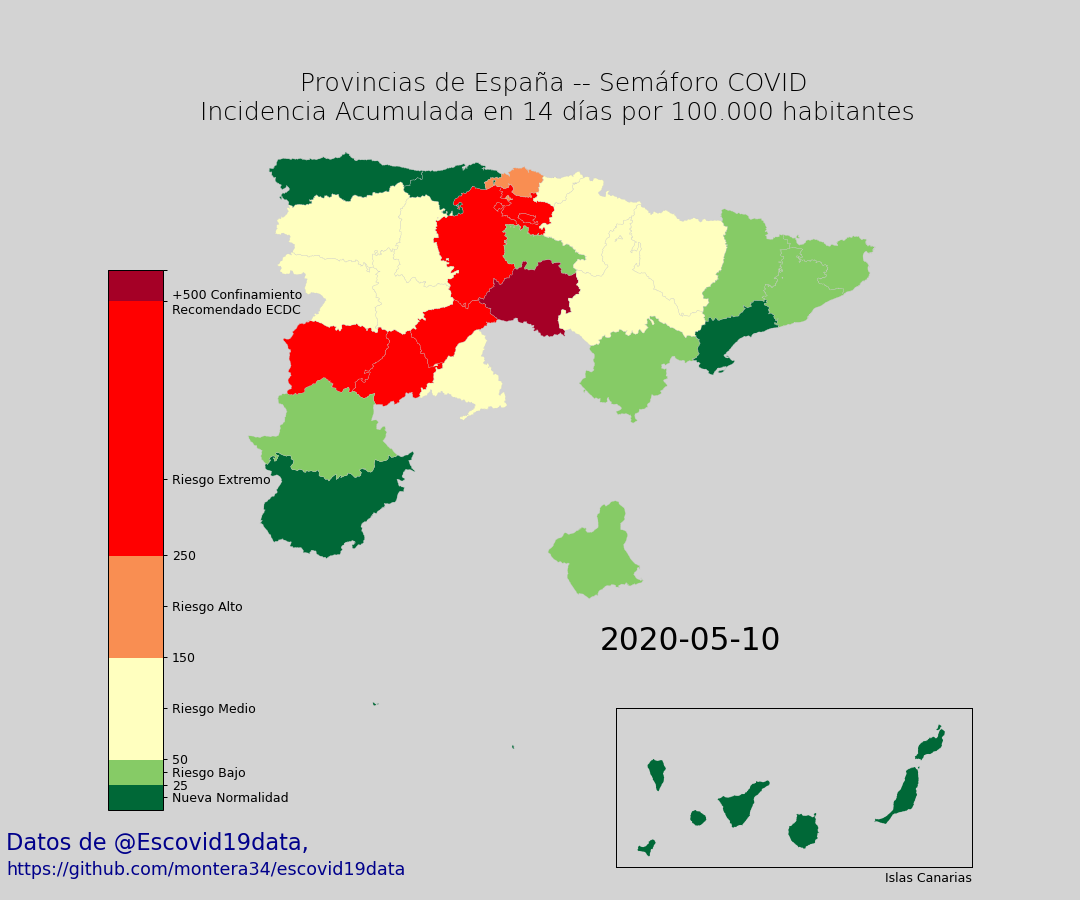 Provincias de España -- Semáforo COVID
Incidencia Acumulada en 14 días por 100.000 habitantes
+500 Confinamiento
Recomendado ECDC
Riesgo Extremo
250
Riesgo Alto
150
Riesgo Medio
50
Riesgo Bajo
25
Nueva Normalidad
2020-05-10
Islas Canarias
Datos de @Escovid19data,
https://github.com/montera34/escovid19data